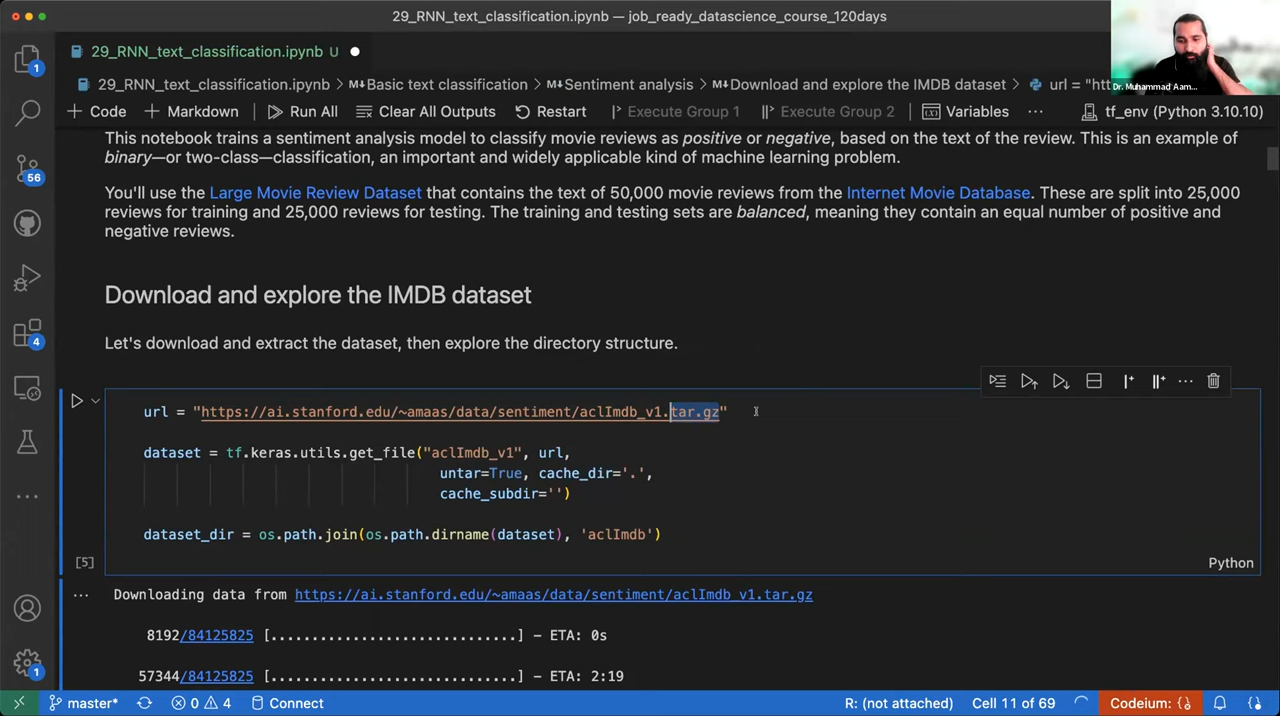 29_RNN_text_classification.ipynb — job_ready_datascience_course_120days
29_RNN_text_classification.ipynb U
29_RNN_text_classification.ipynb > M↓Basic text classification > M↓Sentiment analysis > M↓Download and explore the IMDB dataset > url = "ht
+ Code + Markdown Run All Clear All Outputs Restart Execute Group 1 Execute Group 2 Variables ... tf_env (Python 3.10.10)
Dr. Muhammad Aam...
This notebook trains a sentiment analysis model to classify movie reviews as positive or negative, based on the text of the review. This is an example of
binary—or two-class—classification, an important and widely applicable kind of machine learning problem.
You'll use the Large Movie Review Dataset that contains the text of 50,000 movie reviews from the Internet Movie Database. These are split into 25,000
reviews for training and 25,000 reviews for testing. The training and testing sets are balanced, meaning they contain an equal number of positive and
negative reviews.
Download and explore the IMDB dataset
Let's download and extract the dataset, then explore the directory structure.
url = "https://ai.stanford.edu/~amaas/data/sentiment/aclImdb_v1.tar.gz"
dataset = tf.keras.utils.get_file("aclImdb_v1", url,
untar=True, cache_dir='.',
cache_subdir='')
dataset_dir = os.path.join(os.path.dirname(dataset), 'aclImdb')
[5]
Python
... Downloading data from https://ai.stanford.edu/~amaas/data/sentiment/aclImdb_v1.tar.gz
8192/84125825 [..............................] - ETA: 0s
57344/84125825 [..............................] - ETA: 2:19
1
56
4
1
master* 0 4 Connect R: (not attached) Cell 11 of 69 Codeium: {}